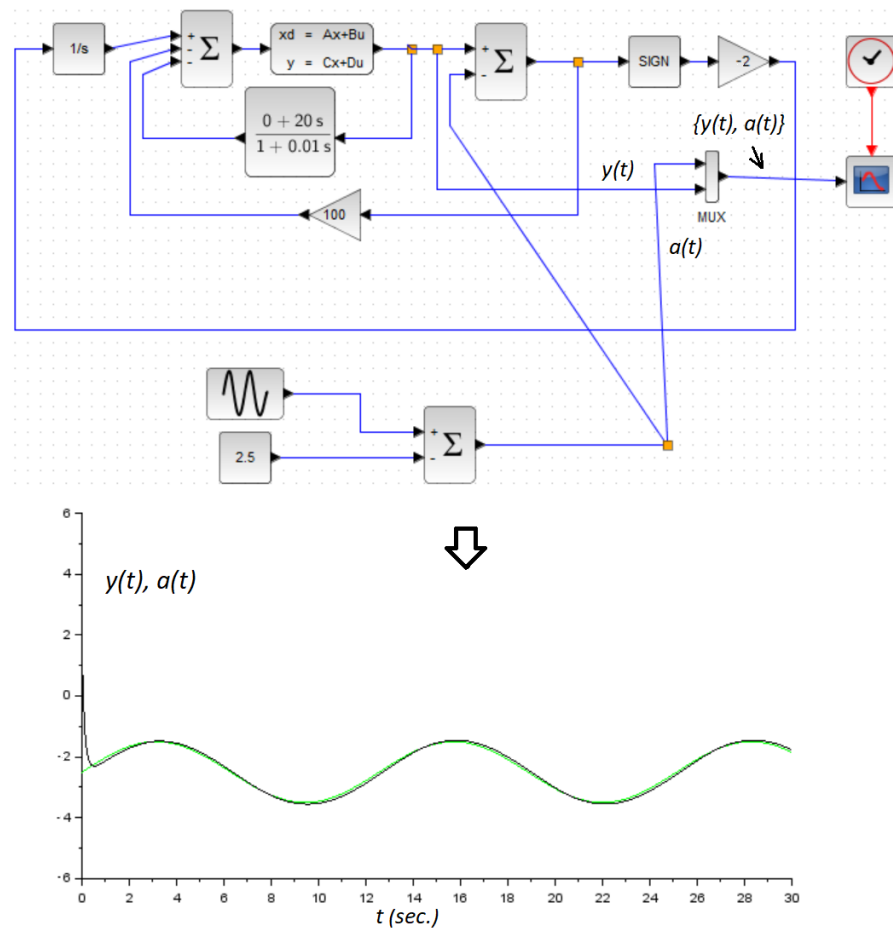 1/s
+
-
-
Σ
xd = Ax+Bu
y = Cx+Du
+
-
Σ
SIGN
-2
0 + 20 s
1 + 0.01 s
{y(t), a(t)}
y(t)
MUX
100
a(t)
+
-
Σ
2.5
6
4
2
0
-2
-4
-6
y(t), a(t)
0 2 4 6 8 10 12 14 16 18 20 22 24 26 28 30
t (sec.)